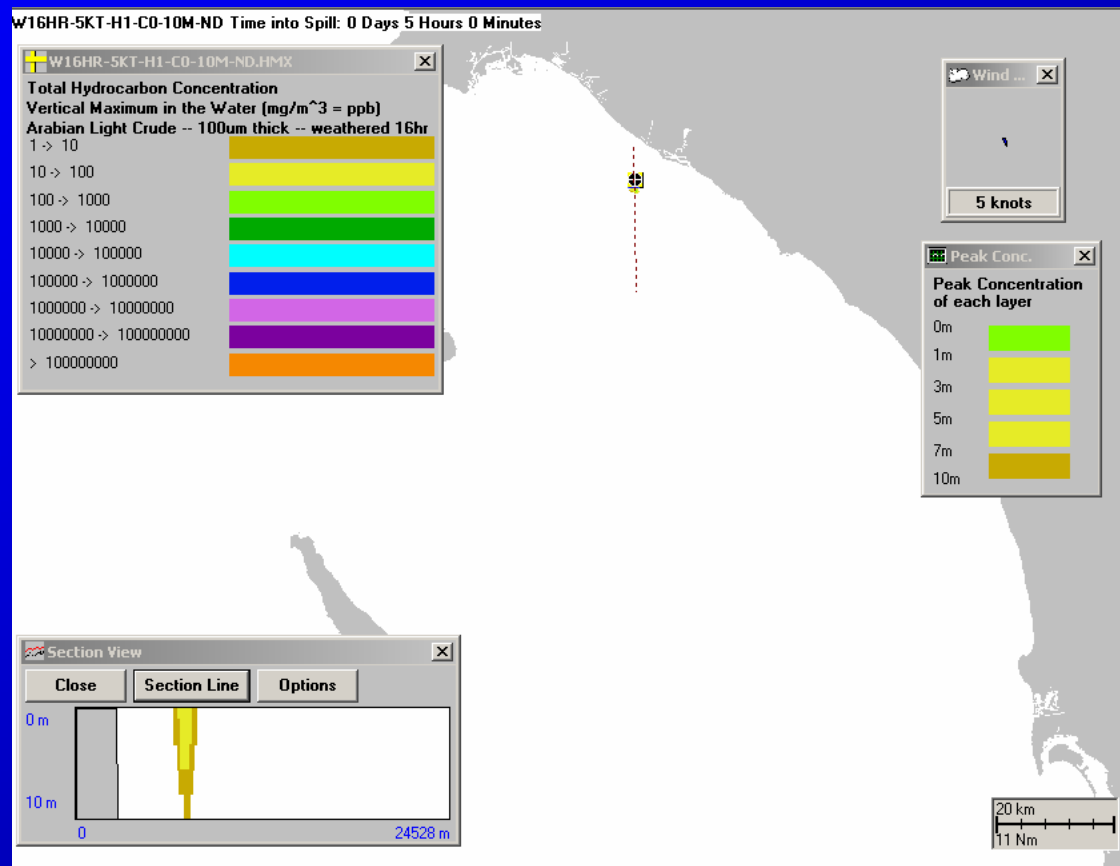 W16HR-5KT-H1-C0-10M-ND Time into Spill: 0 Days 5 Hours 0 Minutes
W16HR-5KT-H1-C0-10M-ND.HMX
Total Hydrocarbon Concentration
Vertical Maximum in the Water (mg/m^3 = ppb)
Arabian Light Crude -- 100um thick -- weathered 16hr
1 -> 10
10 -> 100
100 -> 1000
1000 -> 10000
10000 -> 100000
100000 -> 1000000
1000000 -> 10000000
10000000 -> 100000000
> 100000000
Wind ...
5 knots
Peak Conc.
Peak Concentration
of each layer
0m
1m
3m
5m
7m
10m
Section View
Close Section Line Options
0 m
10 m
0 24528 m
20 km
11 Nm